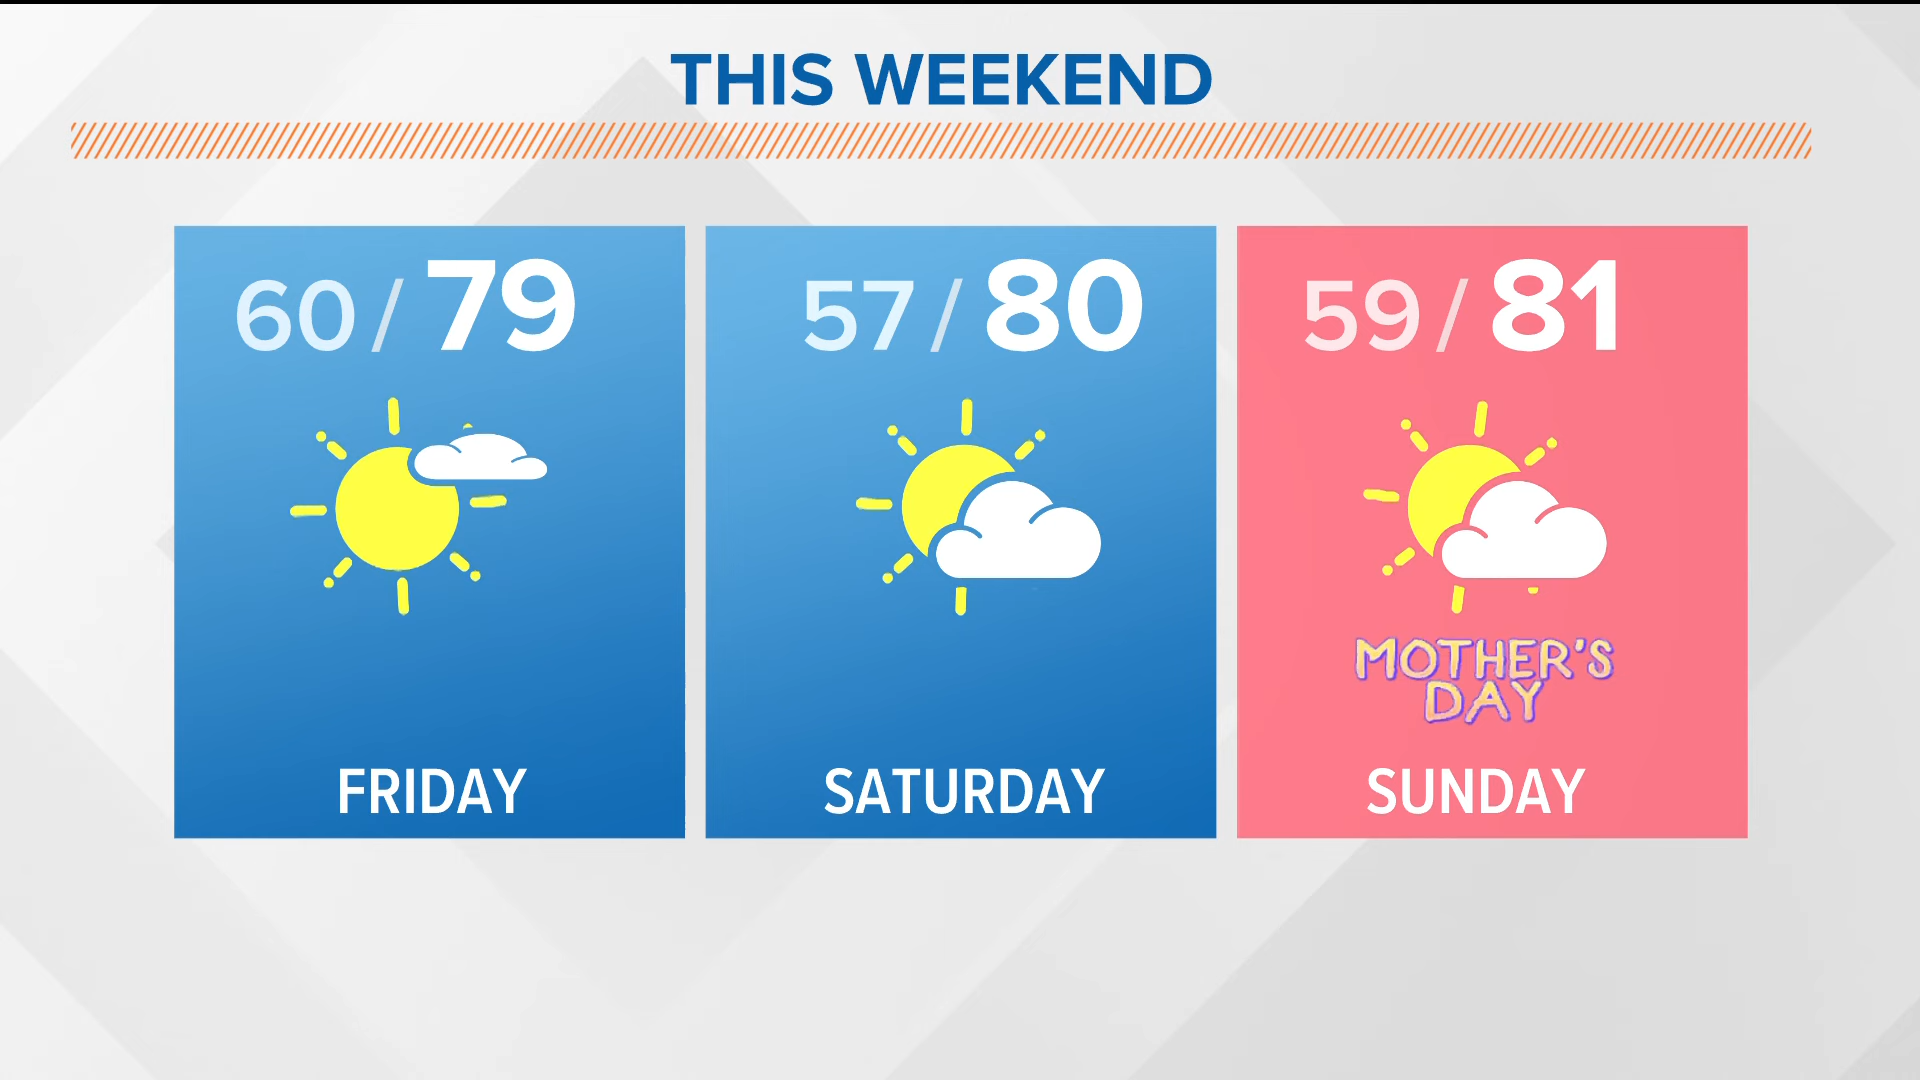 THIS WEEKEND
60/79
57/80
59/81
MOTHER'S
DAY
FRIDAY
SATURDAY
SUNDAY